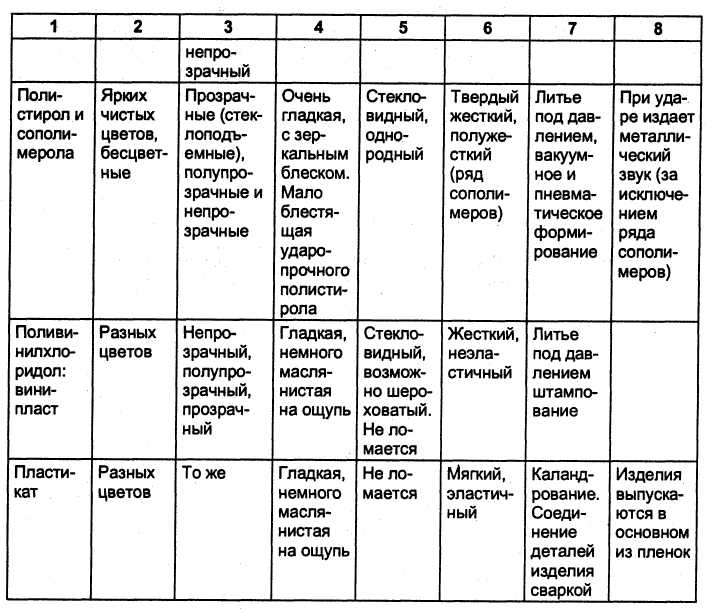 1 2 3 4 5 6 7 8
непро-
зрачный
Поли-
стирол и
сополи-
мерола
Ярких
чистых
цветов,
бесцвет-
ные
Прозрач-
ные (стек-
лоподъ-
емные),
полупро-
зрачные и
непро-
зрачные
Очень
гладкая,
с зер-
кальным
блеском.
Мало
блестя-
щая
ударо-
прочного
полисти-
рола
Стекло-
видный,
одно-
родный
Твердый
жесткий,
полуже-
сткий
(ряд
сополи-
меров)
Литье
под дав-
лением,
вакуум-
ное и
пневма-
тическое
форми-
рование
При уда-
ре издает
металли-
ческий
звук (за
исключе-
нием
ряда
сополи-
меров)
Поливи-
нилхло-
ридол:
вини-
пласт
Разных
цветов
Непро-
зрачный,
полупро-
зрачный,
прозрач-
ный
Гладкая,
немного
масля-
нистая
на ощупь
Стекло-
видный,
возмож-
но шеро-
ховатый.
Не ло-
мается
Жесткий,
неэла-
стичный
Литье
под дав-
лением
штампо-
вание
Пласти-
кат
Разных
цветов
То же
Гладкая,
немного
масля-
нистая
на ощупь
Не ло-
мается
Мягкий,
эластич-
ный
Каланд-
рование.
Соеди-
нение
деталей
изделия
сваркой
Изделия
выпуска-
ются в
основном
из пленок